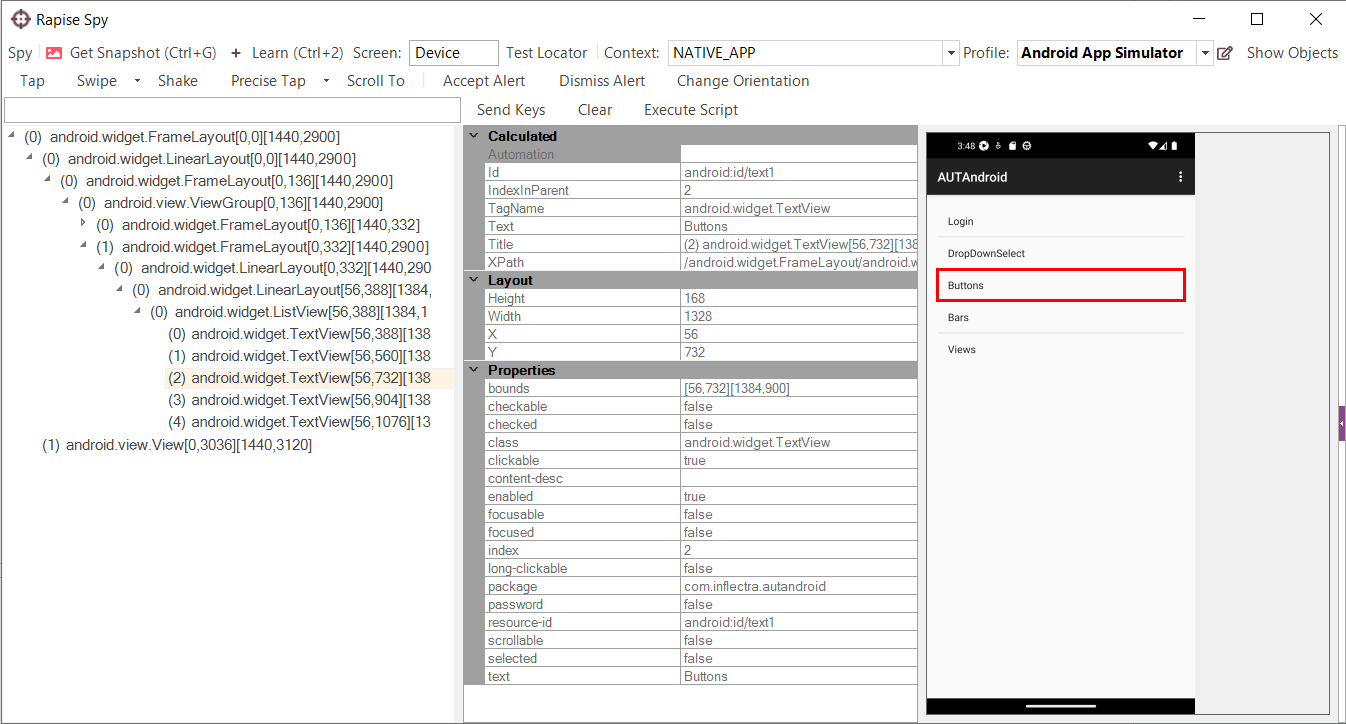 Rapise Spy
Spy Get Snapshot (Ctrl+G) + Learn (Ctrl+2) Screen: Device Test Locator Context: NATIVE_APP Profile: Android App Simulator Show Objects
Tap Swipe Shake Precise Tap Scroll To Accept Alert Dismiss Alert Change Orientation
Send Keys Clear Execute Script
(0) android.widget.FrameLayout[0,0][1440,2900]
(0) android.widget.LinearLayout[0,0][1440,2900]
(0) android.widget.FrameLayout[0,136][1440,2900]
(0) android.view.ViewGroup[0,136][1440,2900]
(0) android.widget.FrameLayout[0,136][1440,332]
(1) android.widget.FrameLayout[0,332][1440,2900]
(0) android.widget.LinearLayout[0,332][1440,290
(0) android.widget.LinearLayout[56,388][1384,
(0) android.widget.ListView[56,388][1384,1
(0) android.widget.TextView[56,388][138
(1) android.widget.TextView[56,560][138
(2) android.widget.TextView[56,732][138
(3) android.widget.TextView[56,904][138
(4) android.widget.TextView[56,1076][13
(1) android.view.View[0,3036][1440,3120]
Calculated
Automation
Id android:id/text1
IndexInParent 2
TagName android.widget.TextView
Text Buttons
Title (2) android.widget.TextView[56,732][138
XPath /android.widget.FrameLayout/android.w
Layout
Height 168
Width 1328
X 56
Y 732
Properties
bounds [56,732][1384,900]
checkable false
checked false
class android.widget.TextView
clickable true
content-desc
enabled true
focusable false
focused false
index 2
long-clickable false
package com.inflectra.autandroid
password false
resource-id android:id/text1
scrollable false
selected false
text Buttons
3:48
AUTAndroid
Login
DropDownSelect
Buttons
Bars
Views